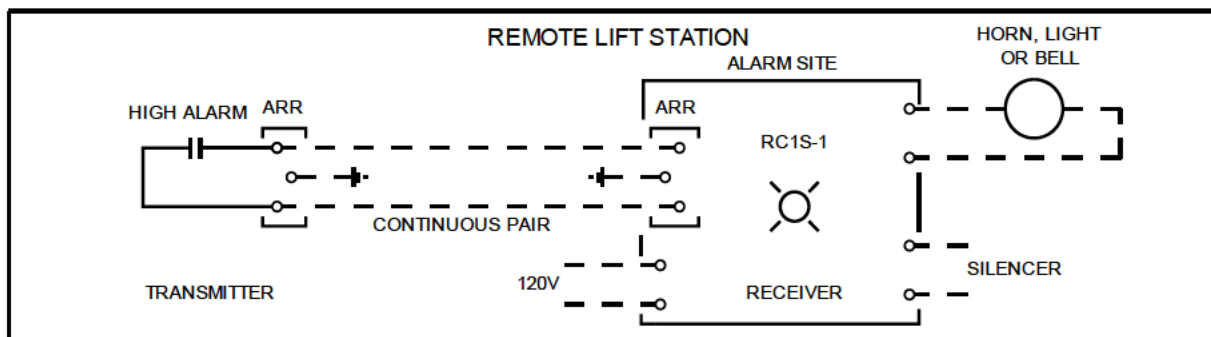 REMOTE LIFT STATION
HORN, LIGHT
OR BELL
ALARM SITE
HIGH ALARM
ARR
ARR
RC1S-1
CONTINUOUS PAIR
120V
SILENCER
TRANSMITTER
RECEIVER